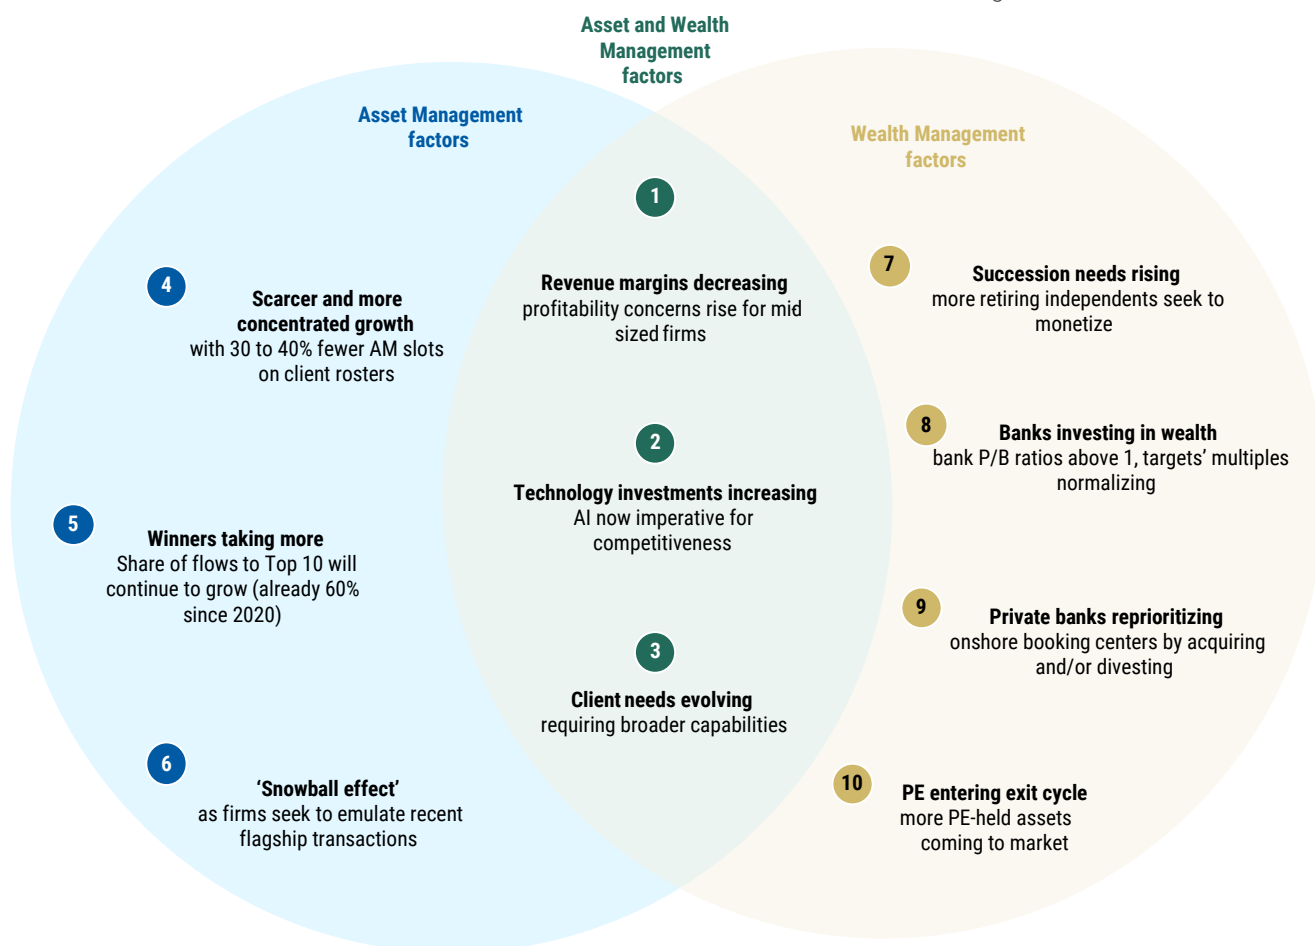 Asset and Wealth
Management
factors
Asset Management
factors
Wealth Management
factors
1
Revenue margins decreasing
profitability concerns rise for mid
sized firms
2
Technology investments increasing
AI now imperative for
competitiveness
3
Client needs evolving
requiring broader capabilities
4
Scarcer and more
concentrated growth
with 30 to 40% fewer AM slots
on client rosters
5
Winners taking more
Share of flows to Top 10 will
continue to grow (already 60%
since 2020)
6
‘Snowball effect’
as firms seek to emulate recent
flagship transactions
7
Succession needs rising
more retiring independents seek to
monetize
8
Banks investing in wealth
bank P/B ratios above 1, targets’ multiples
normalizing
9
Private banks reprioritizing
onshore booking centers by acquiring
and/or divesting
10
PE entering exit cycle
more PE-held assets
coming to market